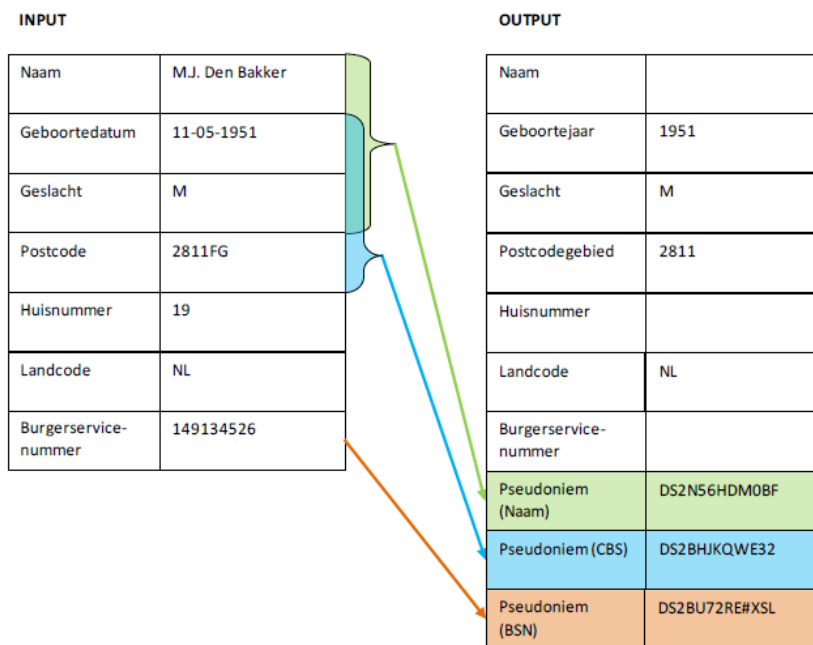 INPUT
Naam M.J. Den Bakker
Geboortedatum 11-05-1951
Geslacht M
Postcode 2811FG
Huisnummer 19
Landcode NL
Burgerservice-
nummer 149134526
OUTPUT
Naam
Geboortejaar 1951
Geslacht M
Postcodegebied 2811
Huisnummer
Landcode NL
Burgerservice-
nummer
Pseudoniem
(Naam) DS2N56HDM0BF
Pseudoniem (CBS) DS2BHJKQWE32
Pseudoniem
(BSN) DS2BU72RE#XSL